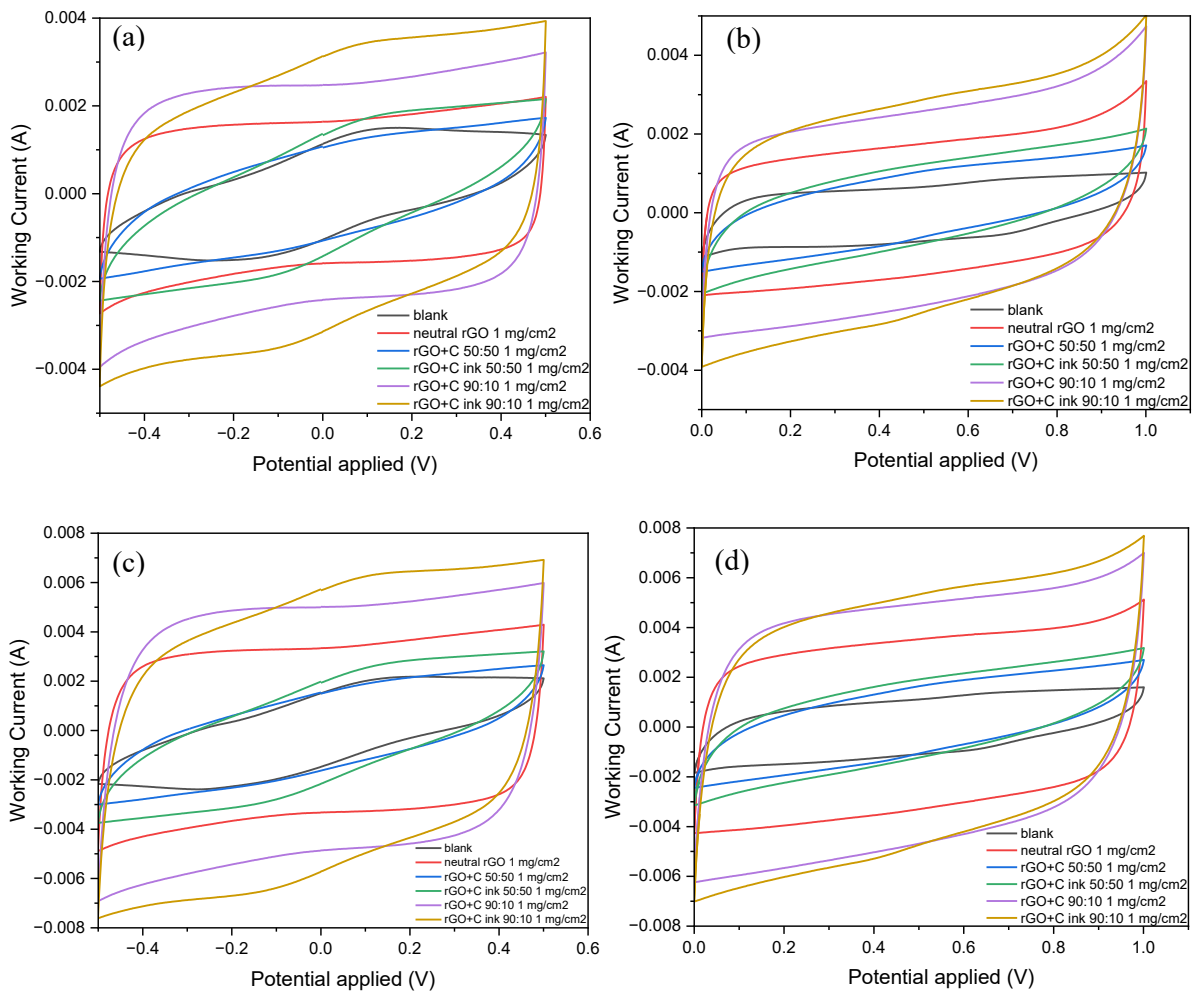 (a)
0.004
0.002
0.000
−0.002
−0.004
Working Current (A)
blank
neutral rGO 1 mg/cm2
rGO+C 50:50 1 mg/cm2
rGO+C ink 50:50 1 mg/cm2
rGO+C 90:10 1 mg/cm2
rGO+C ink 90:10 1 mg/cm2
−0.4 −0.2 0.0 0.2 0.4 0.6
Potential applied (V)
(b)
0.004
0.002
0.000
−0.002
−0.004
Working Current (A)
blank
neutral rGO 1 mg/cm2
rGO+C 50:50 1 mg/cm2
rGO+C ink 50:50 1 mg/cm2
rGO+C 90:10 1 mg/cm2
rGO+C ink 90:10 1 mg/cm2
0.0 0.2 0.4 0.6 0.8 1.0
Potential applied (V)
(c)
0.008
0.006
0.004
0.002
0.000
−0.002
−0.004
−0.006
−0.008
Working Current (A)
blank
neutral rGO 1 mg/cm2
rGO+C 50:50 1 mg/cm2
rGO+C ink 50:50 1 mg/cm2
rGO+C 90:10 1 mg/cm2
rGO+C ink 90:10 1 mg/cm2
−0.4 −0.2 0.0 0.2 0.4 0.6
Potential applied (V)
(d)
0.008
0.006
0.004
0.002
0.000
−0.002
−0.004
−0.006
−0.008
Working Current (A)
blank
neutral rGO 1 mg/cm2
rGO+C 50:50 1 mg/cm2
rGO+C ink 50:50 1 mg/cm2
rGO+C 90:10 1 mg/cm2
rGO+C ink 90:10 1 mg/cm2
0.0 0.2 0.4 0.6 0.8 1.0
Potential applied (V)